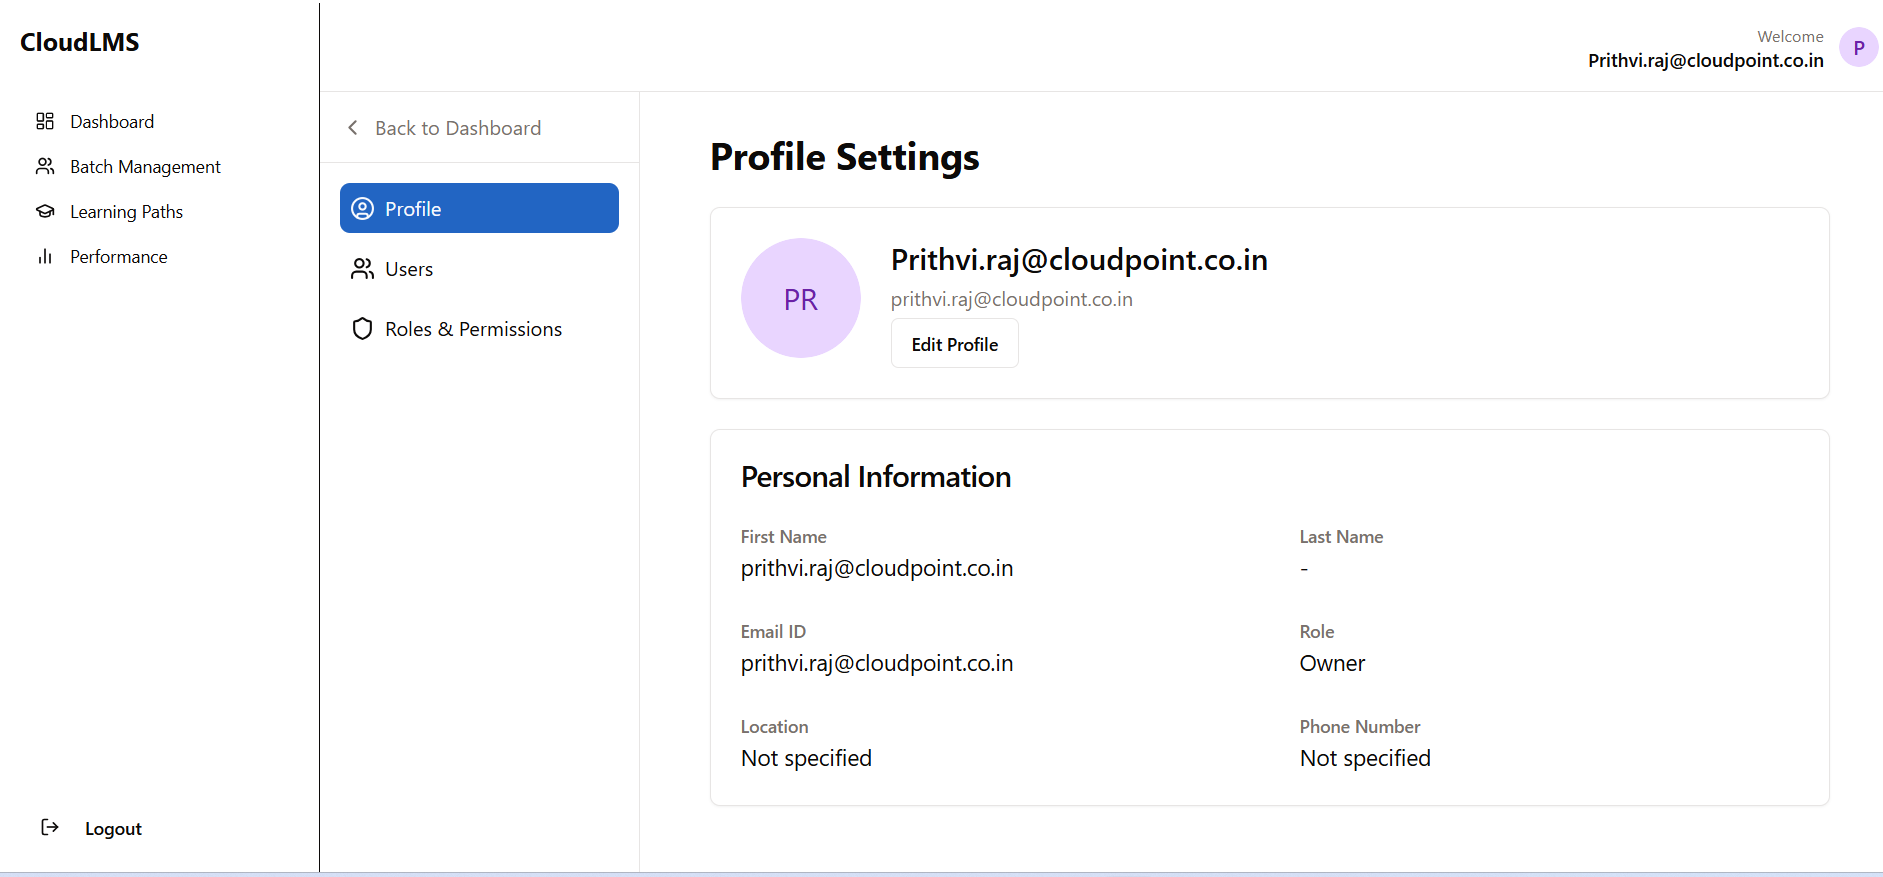 CloudLMS
Dashboard
Batch Management
Learning Paths
Performance
Logout
Welcome
Prithvi.raj@cloudpoint.co.in
P
Back to Dashboard
Profile
Users
Roles & Permissions
Profile Settings
PR
Prithvi.raj@cloudpoint.co.in
prithvi.raj@cloudpoint.co.in
Edit Profile
Personal Information
First Name
prithvi.raj@cloudpoint.co.in
Last Name
-
Email ID
prithvi.raj@cloudpoint.co.in
Role
Owner
Location
Not specified
Phone Number
Not specified